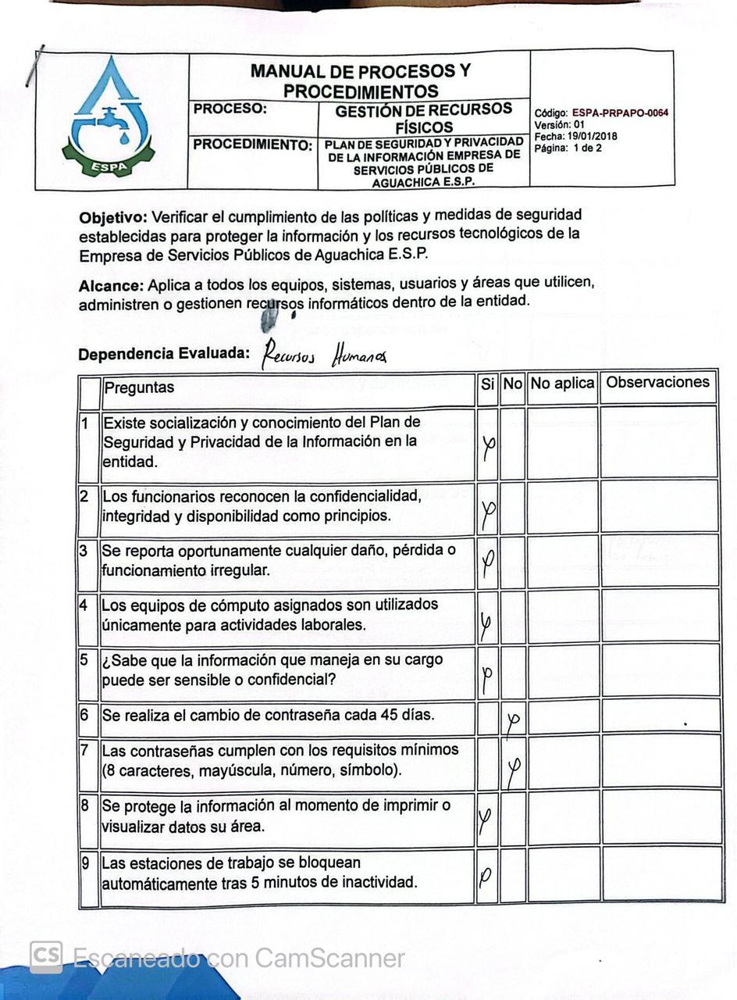 ESPA
MANUAL DE PROCESOS Y
PROCEDIMIENTOS
PROCESO:
GESTIÓN DE RECURSOS
FÍSICOS
PROCEDIMIENTO:
PLAN DE SEGURIDAD Y PRIVACIDAD
DE LA INFORMACIÓN EMPRESA DE
SERVICIOS PÚBLICOS DE
AGUACHICA E.S.P.
Código: ESPA-PRPAPO-0064
Versión: 01
Fecha: 19/01/2018
Página: 1 de 2
Objetivo: Verificar el cumplimiento de las políticas y medidas de seguridad
establecidas para proteger la información y los recursos tecnológicos de la
Empresa de Servicios Públicos de Aguachica E.S.P.
Alcance: Aplica a todos los equipos, sistemas, usuarios y áreas que utilicen,
administren o gestionen recursos informáticos dentro de la entidad.
Dependencia Evaluada: Recursos Humanos
Preguntas Si No No aplica Observaciones
1 Existe socialización y conocimiento del Plan de
Seguridad y Privacidad de la Información en la
entidad.
2 Los funcionarios reconocen la confidencialidad,
integridad y disponibilidad como principios.
3 Se reporta oportunamente cualquier daño, pérdida o
funcionamiento irregular.
4 Los equipos de cómputo asignados son utilizados
únicamente para actividades laborales.
5 ¿Sabe que la información que maneja en su cargo
puede ser sensible o confidencial?
6 Se realiza el cambio de contraseña cada 45 días.
7 Las contraseñas cumplen con los requisitos mínimos
(8 caracteres, mayúscula, número, símbolo).
8 Se protege la información al momento de imprimir o
visualizar datos su área.
9 Las estaciones de trabajo se bloquean
automáticamente tras 5 minutos de inactividad.
CS Escaneado con CamScanner